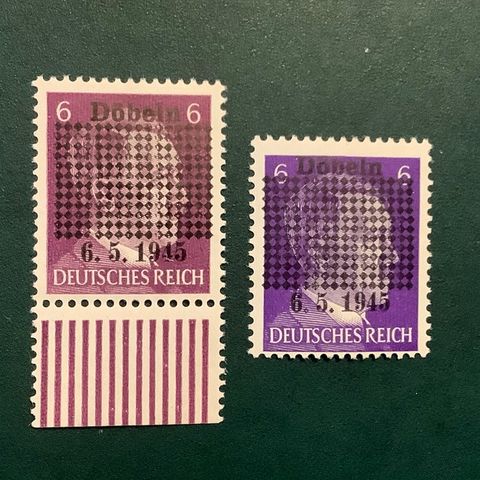 6 Döbeln 6
6. 5. 1945
DEUTSCHES REICH
Döbeln
6 6
6. 5. 1945
DEUTSCHES REICH